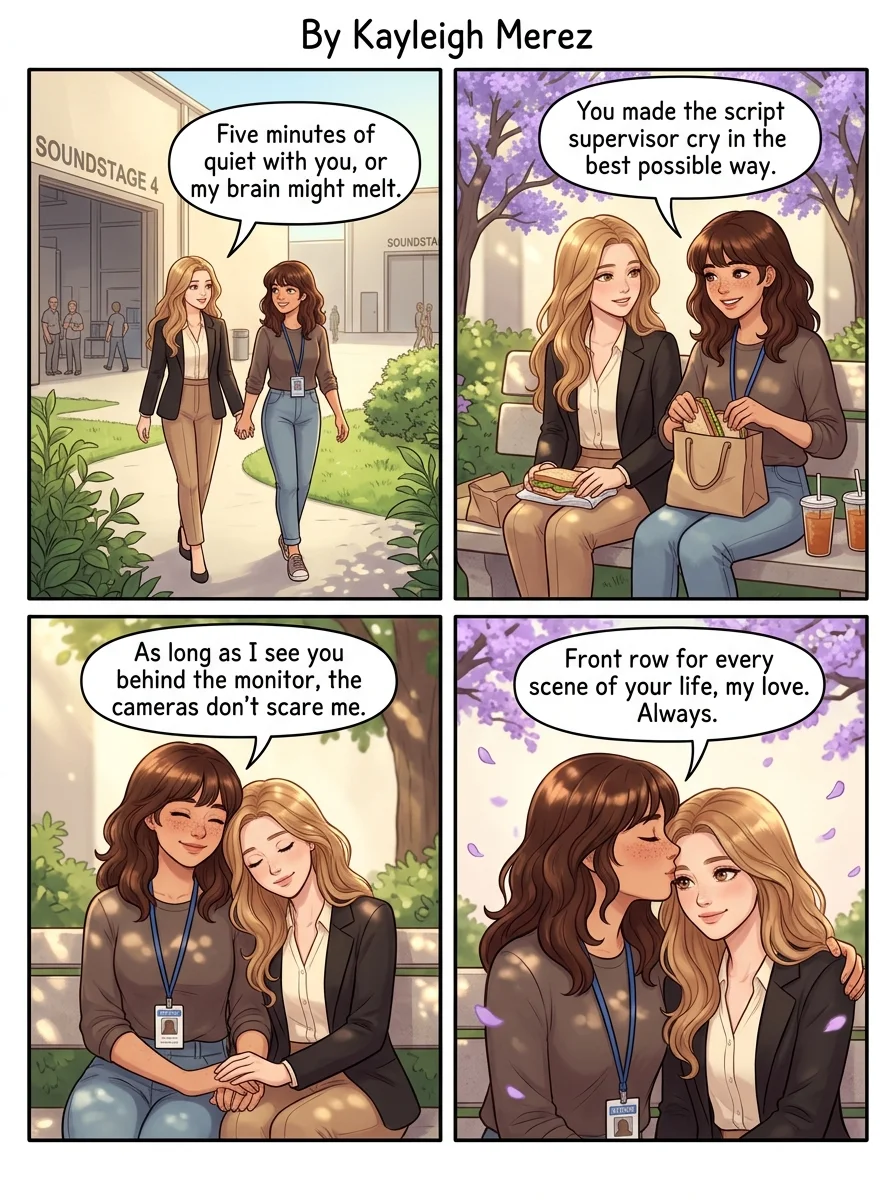 By Kayleigh Merez
SOUNDSTAGE 4
Five minutes of
quiet with you, or
my brain might melt.
SOUNDSTA
You made the script
supervisor cry in the
best possible way.
As long as I see you
behind the monitor, the
cameras don't scare me.
Front row for every
scene of your life, my love.
Always.